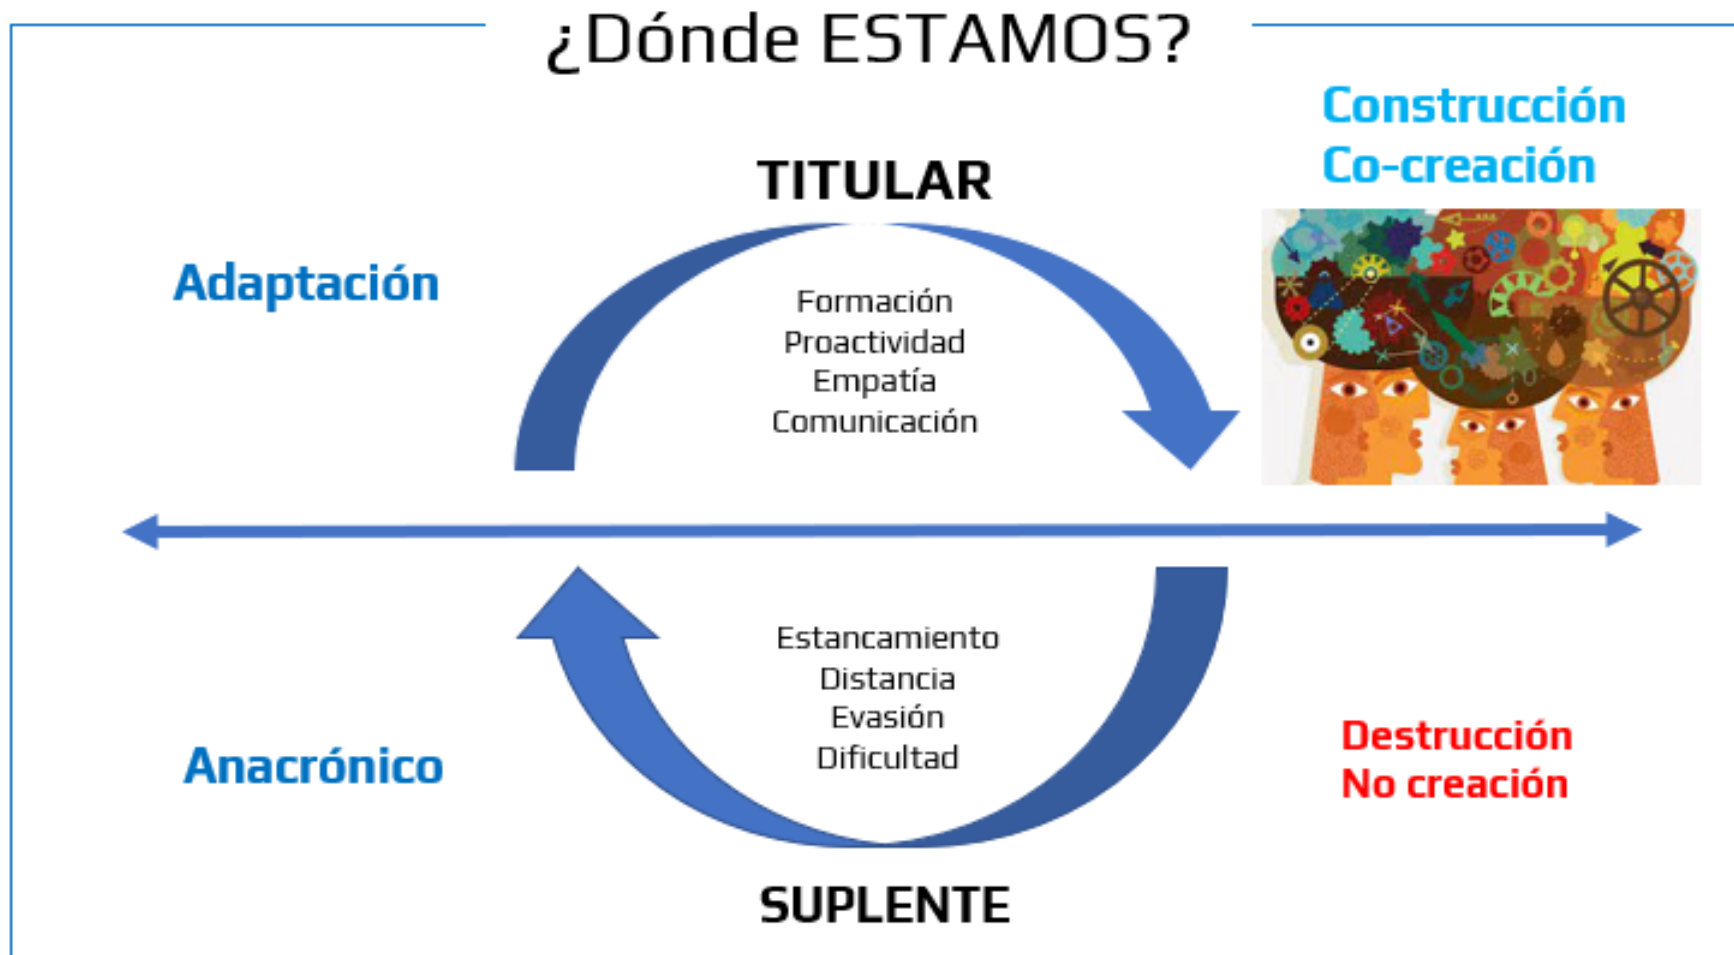 ¿Dónde ESTAMOS?
Construcción
Co-creación
TITULAR
Adaptación
Formación
Proactividad
Empatía
Comunicación
Estancamiento
Distancia
Evasión
Dificultad
Anacrónico
Destrucción
No creación
SUPLENTE